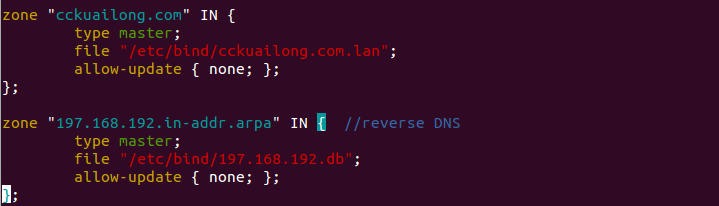 zone "cckuailong.com" IN {
type master;
file "/etc/bind/cckuailong.com.lan";
allow-update { none; };
};
zone "197.168.192.in-addr.arpa" IN { //reverse DNS
type master;
file "/etc/bind/197.168.192.db";
allow-update { none; };
};